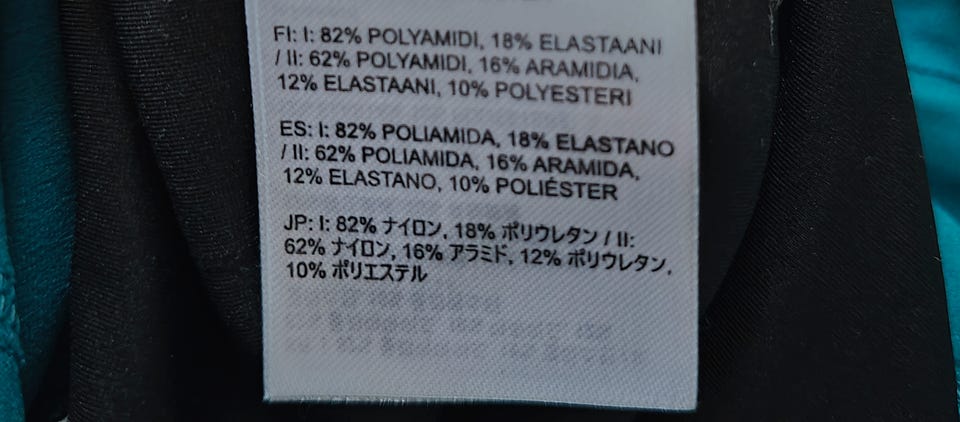 FI: I: 82% POLYAMIDI, 18% ELASTAANI
/ II: 62% POLYAMIDI, 16% ARAMIDIA,
12% ELASTAANI, 10% POLYESTERI
ES: I: 82% POLIAMIDA, 18% ELASTANO
/ II: 62% POLIAMIDA, 16% ARAMIDA,
12% ELASTANO, 10% POLIÉSTER
JP: I: 82% ナイロン, 18% ポリウレタン / II:
62% ナイロン, 16% アラミド, 12% ポリウレタン,
10% ポリエステル